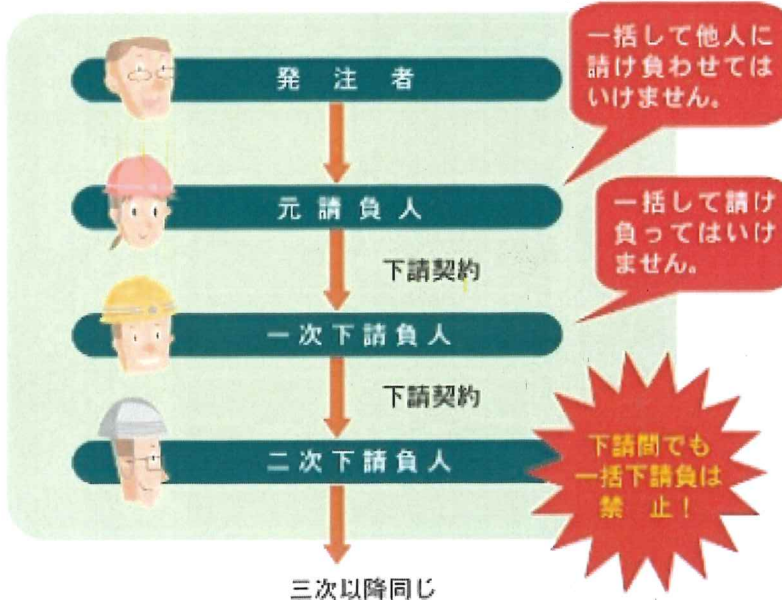 一括して他人に
請け負わせては
いけません。
発注者
元請負人
一括して請け
負ってはいけ
ません。
下請契約
一次下請負人
下請契約
二次下請負人
下請間でも
一括下請負は
禁止！
三次以降同じ